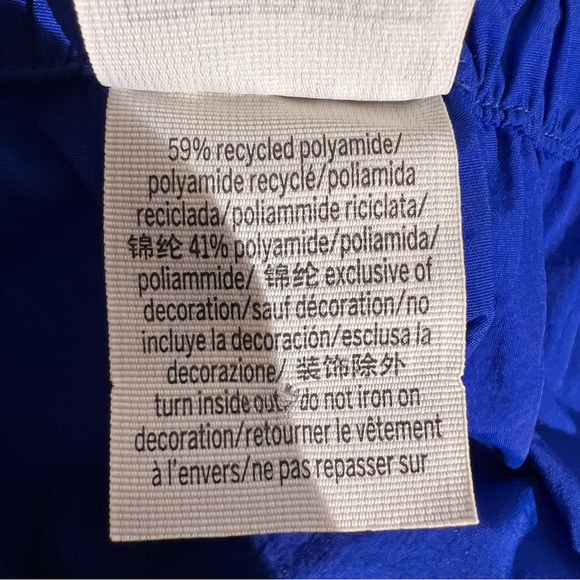 59% recycled polyamide/
polyamide recyclé/poliamida
reciclada/poliammide riciclata/
锦纶 41% polyamide/poliamida/
poliammide/ 锦纶 exclusive of
decoration/sauf décoration/no
incluye la decoración/esclusa la
decorazione/ 装饰除外
turn inside out. do not iron on
decoration/retourner le vêtement
à l'envers/ne pas repasser sur